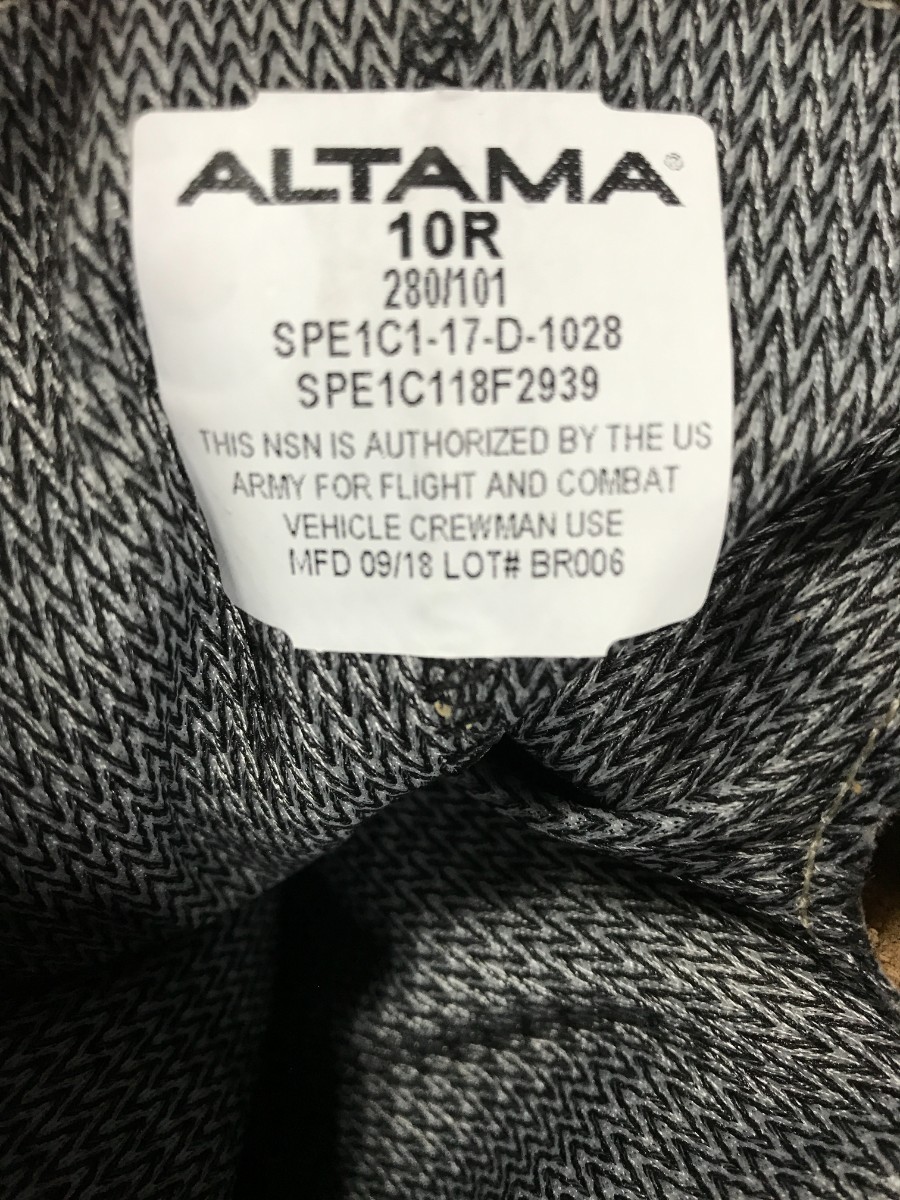 ALTAMA®
10R
280/101
SPE1C1-17-D-1028
SPE1C118F2939
THIS NSN IS AUTHORIZED BY THE US
ARMY FOR FLIGHT AND COMBAT
VEHICLE CREWMAN USE
MFD 09/18 LOT# BR006